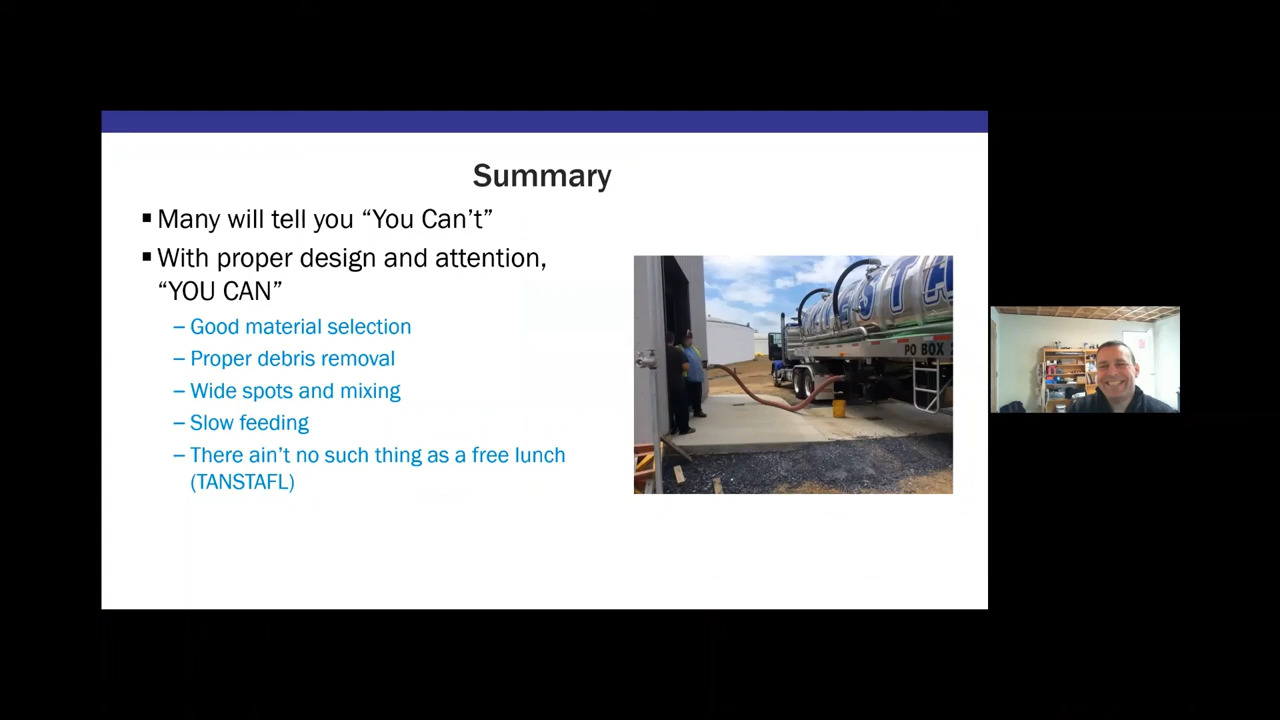 Summary
▪ Many will tell you “You Can’t”
▪ With proper design and attention,
“YOU CAN”
– Good material selection
– Proper debris removal
– Wide spots and mixing
– Slow feeding
– There ain’t no such thing as a free lunch
(TANSTAFL)
PO BOX